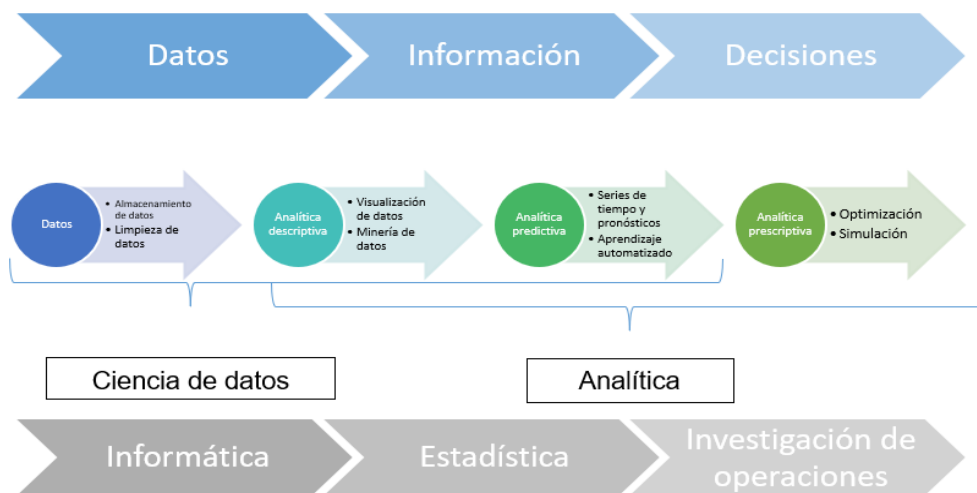 Datos
Información
Decisiones
Datos
• Almacenamiento
de datos
• Limpieza de
datos
Analítica
descriptiva
• Visualización
de datos
• Minería de
datos
Analítica
predictiva
• Series de
tiempo y
pronósticos
• Aprendizaje
automatizado
Analítica
prescriptiva
• Optimización
• Simulación
Ciencia de datos
Analítica
Informática
Estadística
Investigación de
operaciones